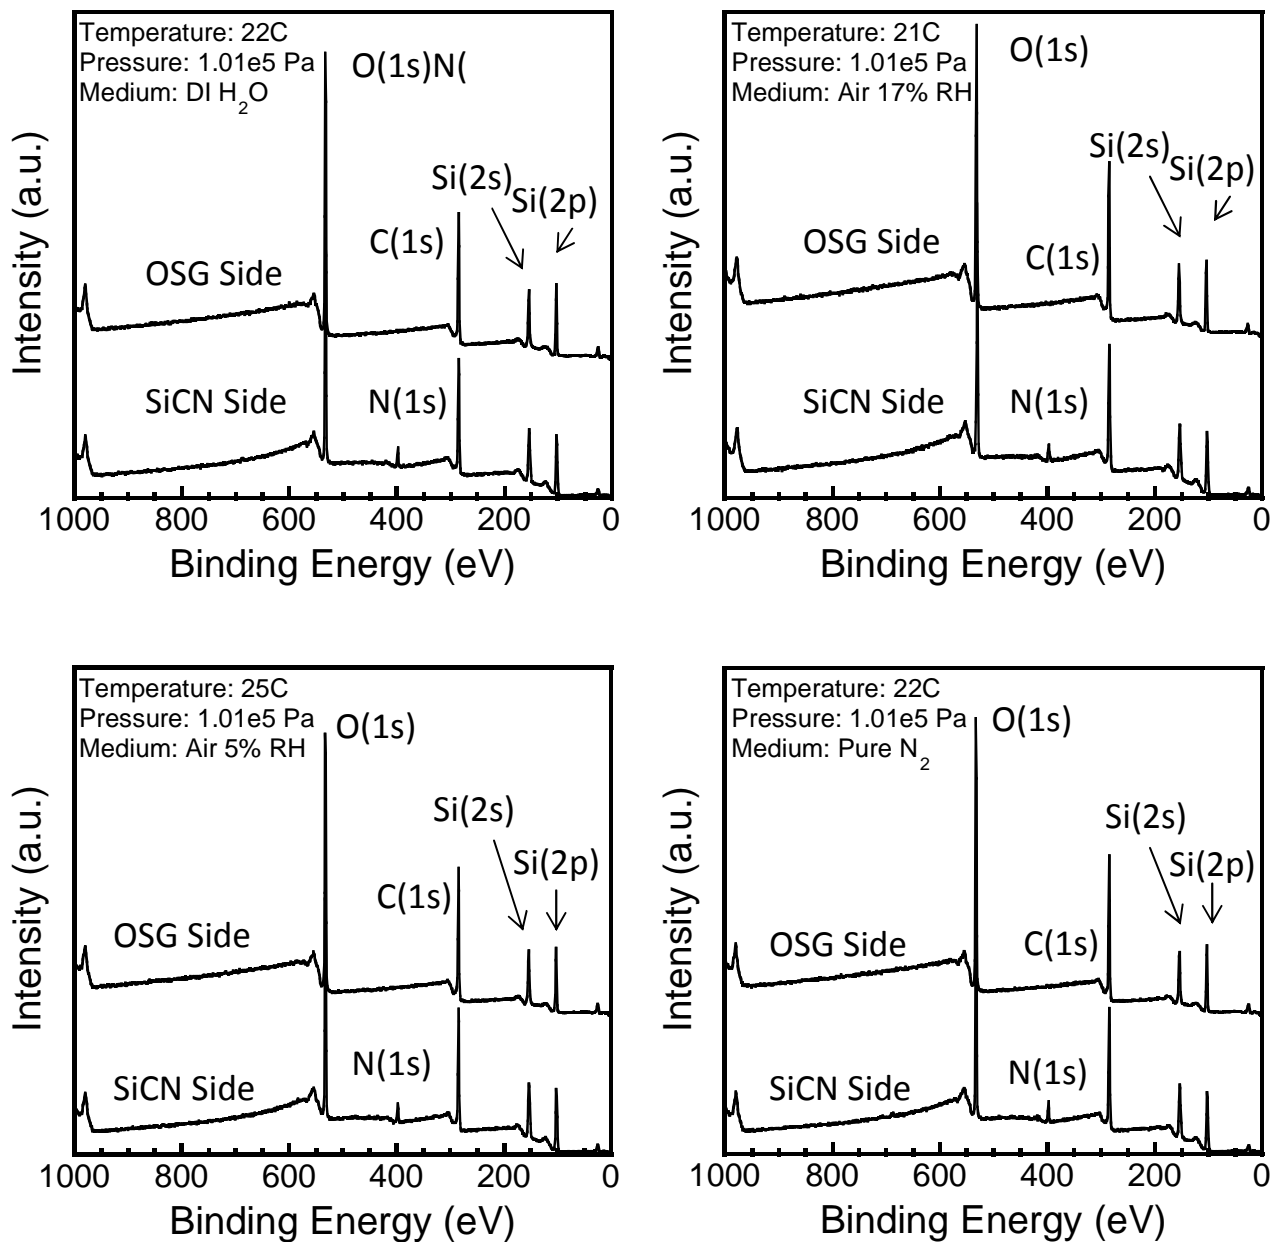 Temperature: 22C
Pressure: 1.01e5 Pa
Medium: DI H2O
O(1s)N(
Si(2s)
Si(2p)
C(1s)
OSG Side
SiCN Side
N(1s)
Intensity (a.u.)
1000 800 600 400 200 0
Binding Energy (eV)
Temperature: 21C
Pressure: 1.01e5 Pa
Medium: Air 17% RH
O(1s)
Si(2s)
Si(2p)
OSG Side
C(1s)
SiCN Side
N(1s)
Intensity (a.u.)
1000 800 600 400 200 0
Binding Energy (eV)
Temperature: 25C
Pressure: 1.01e5 Pa
Medium: Air 5% RH
O(1s)
Si(2s)
Si(2p)
C(1s)
OSG Side
N(1s)
SiCN Side
Intensity (a.u.)
1000 800 600 400 200 0
Binding Energy (eV)
Temperature: 22C
Pressure: 1.01e5 Pa
Medium: Pure N2
O(1s)
Si(2s)
Si(2p)
OSG Side
C(1s)
N(1s)
SiCN Side
Intensity (a.u.)
1000 800 600 400 200 0
Binding Energy (eV)